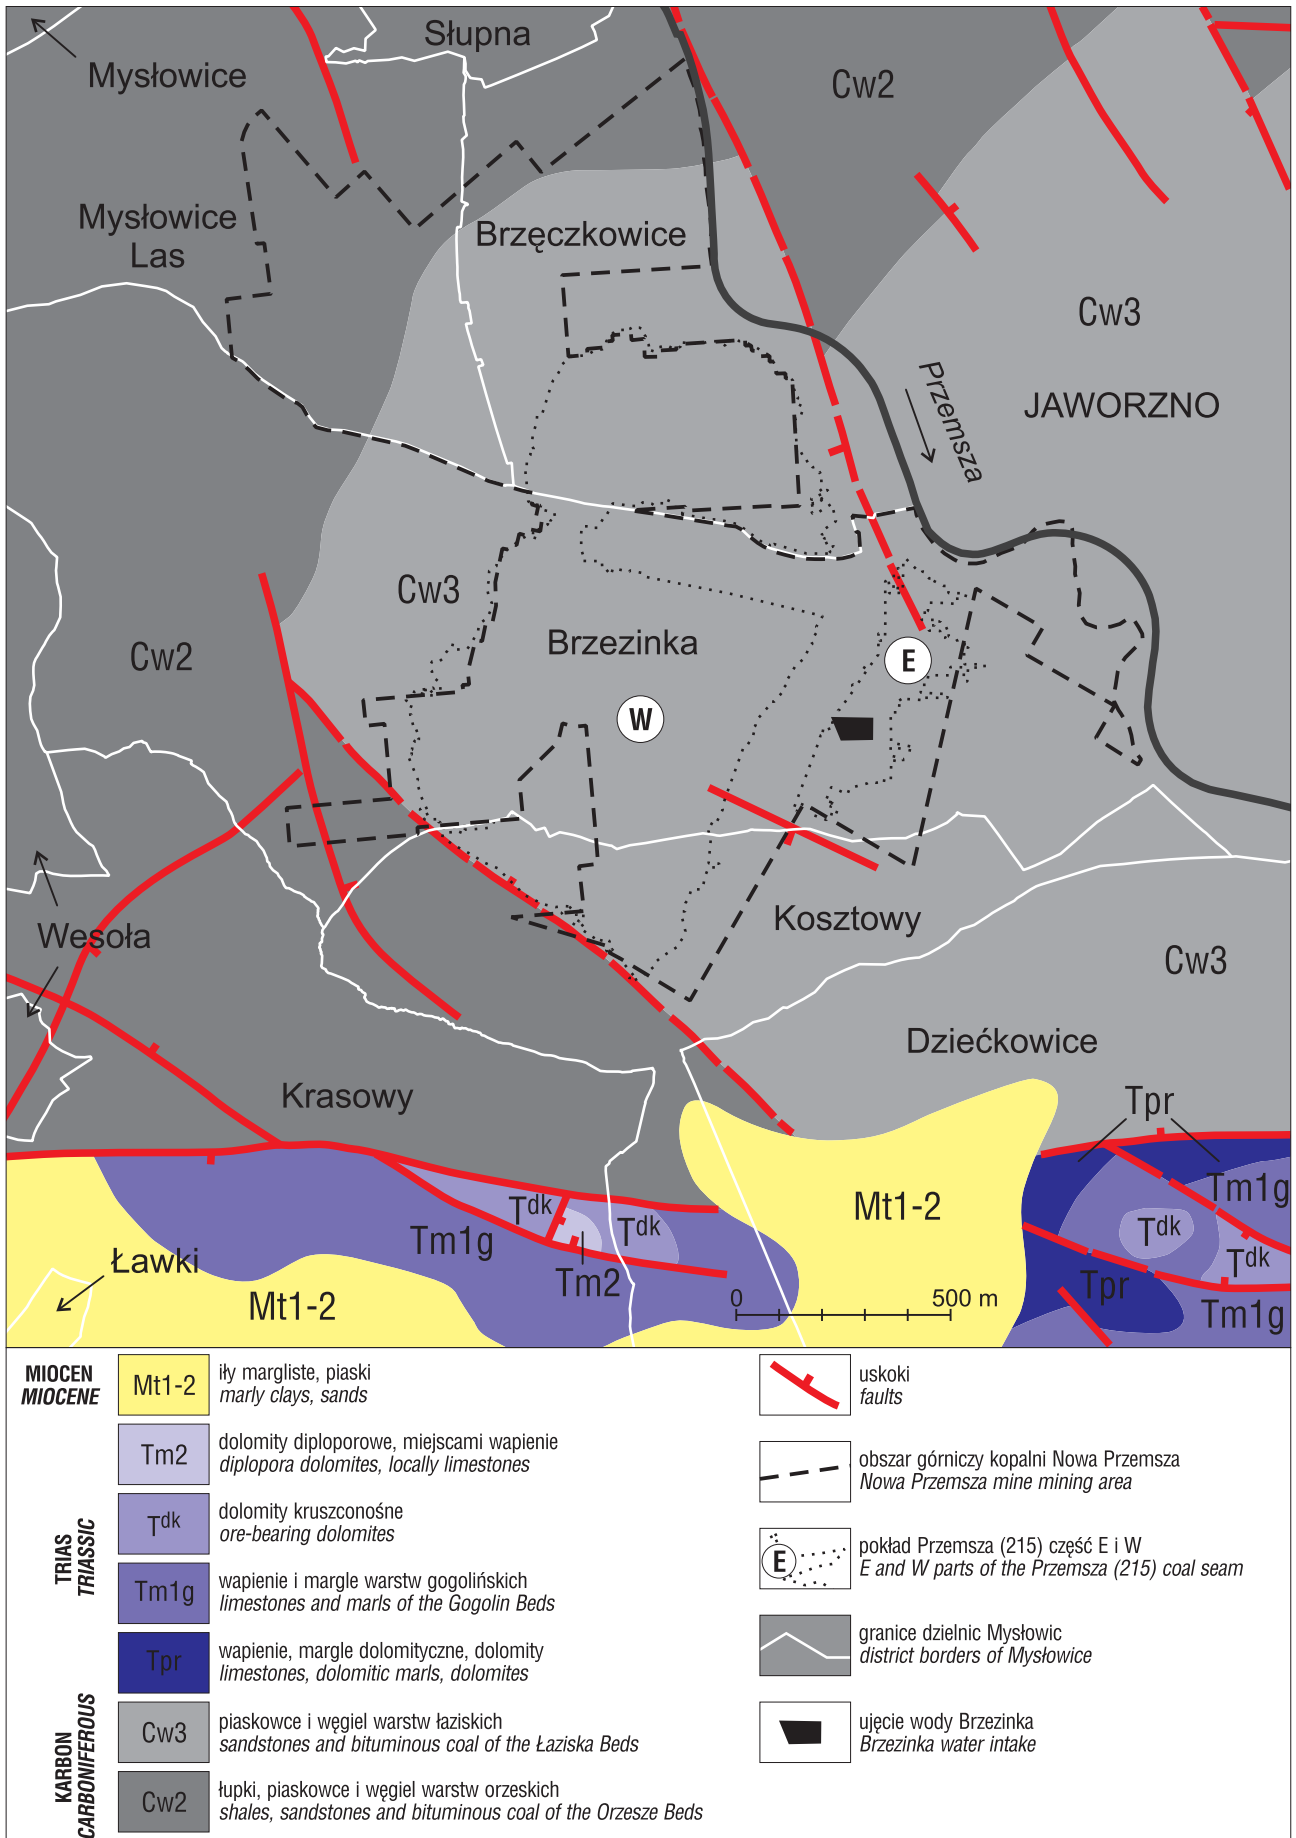 Słupna
Mysłowice
Cw2
Mysłowice
Las
Brzęczkowice
Cw3
Przemsza
JAWORZNO
Cw3
Cw2
Brzezinka
E
W
Wesoła
Kosztowy
Cw3
Dziećkowice
Krasowy
Tpr
Tm1g
Tdk
Tdk
Mt1-2
Tdk
Tdk
Tm1g
Ławki
Tm2
Tpr
Mt1-2
0
500 m
Tm1g
MIOCEN
MIOCENE
Mt1-2
iły margliste, piaski
marly clays, sands
TRIAS
TRIASSIC
Tm2
dolomity diploporowe, miejscami wapienie
diplopora dolomites, locally limestones
Tdk
dolomity kruszconośne
ore-bearing dolomites
Tm1g
wapienie i margle warstw gogolińskich
limestones and marls of the Gogolin Beds
Tpr
wapienie, margle dolomityczne, dolomity
limestones, dolomitic marls, dolomites
KARBON
CARBONIFEROUS
Cw3
piaskowce i węgiel warstw łaziskich
sandstones and bituminous coal of the Łaziska Beds
Cw2
łupki, piaskowce i węgiel warstw orzeskich
shales, sandstones and bituminous coal of the Orzesze Beds
uskoki
faults
obszar górniczy kopalni Nowa Przemsza
Nowa Przemsza mine mining area
E
pokład Przemsza (215) część E i W
E and W parts of the Przemsza (215) coal seam
granice dzielnic Mysłowic
district borders of Mysłowice
ujęcie wody Brzezinka
Brzezinka water intake